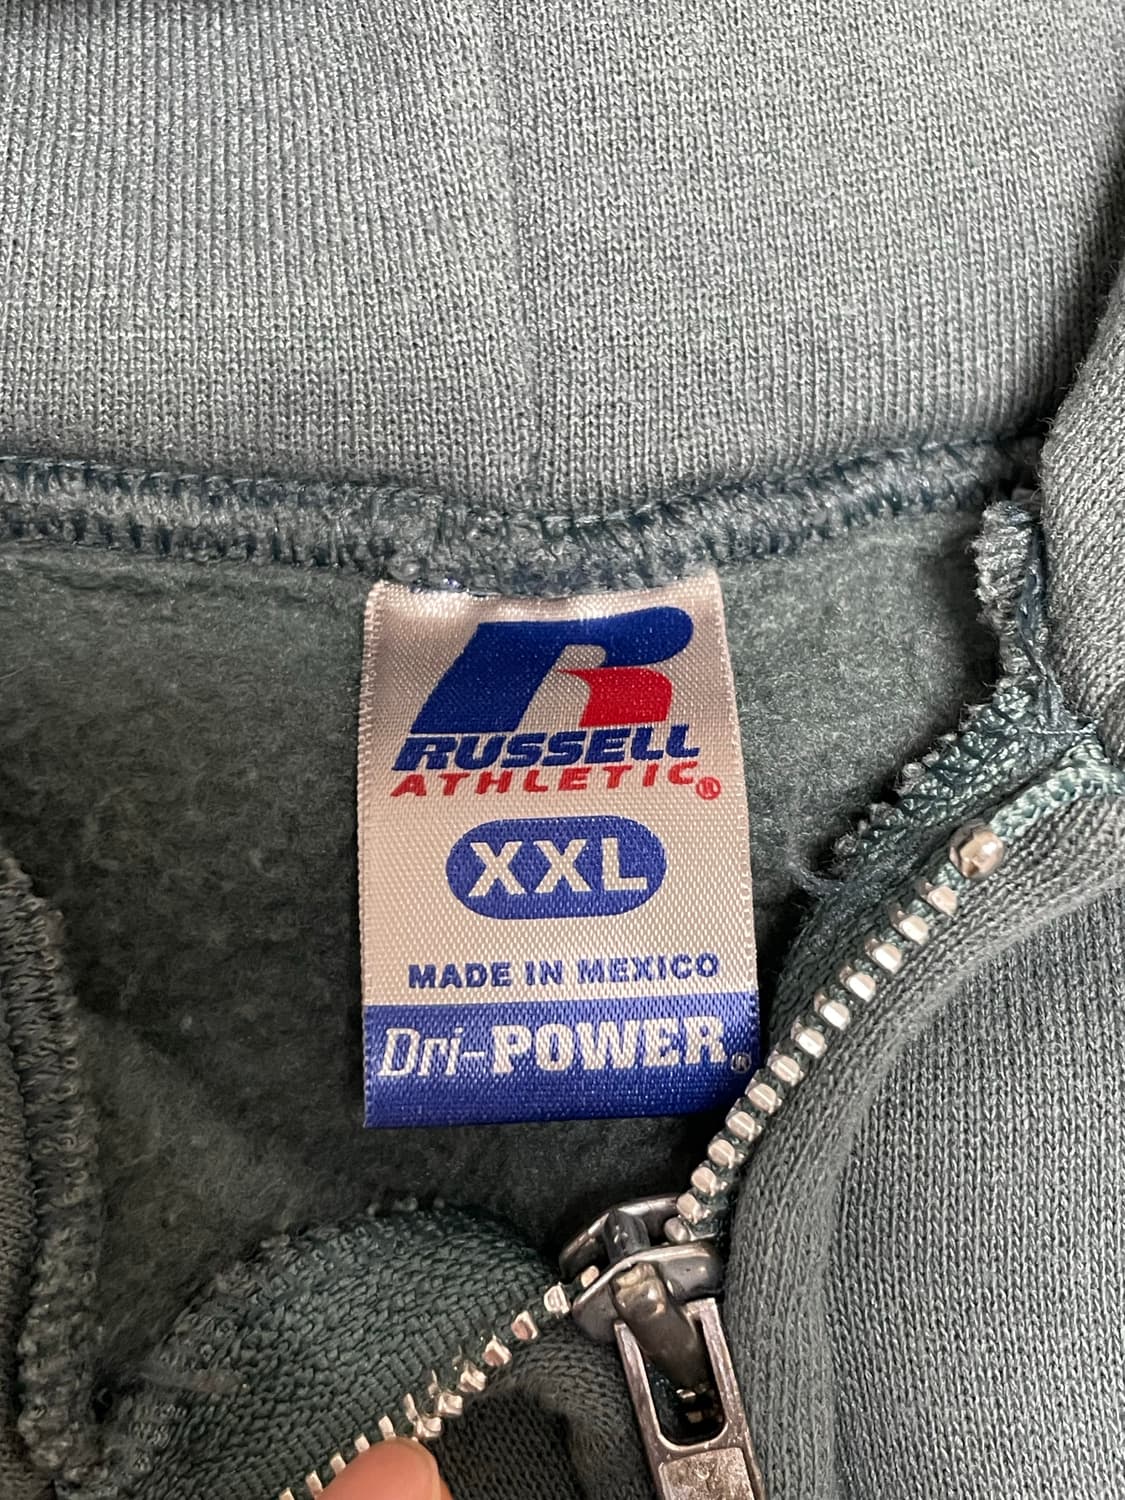 RUSSELL
ATHLETIC®
XXL
MADE IN MEXICO
Dri-POWER®